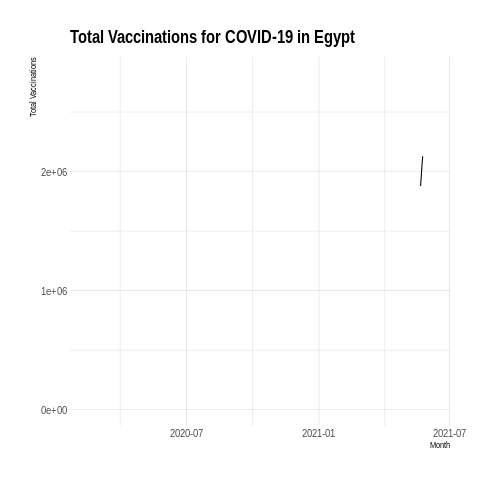 Total Vaccinations for COVID-19 in Egypt
Total Vaccinations
2e+06
1e+06
0e+00
2020-07
2021-01
2021-07
Month